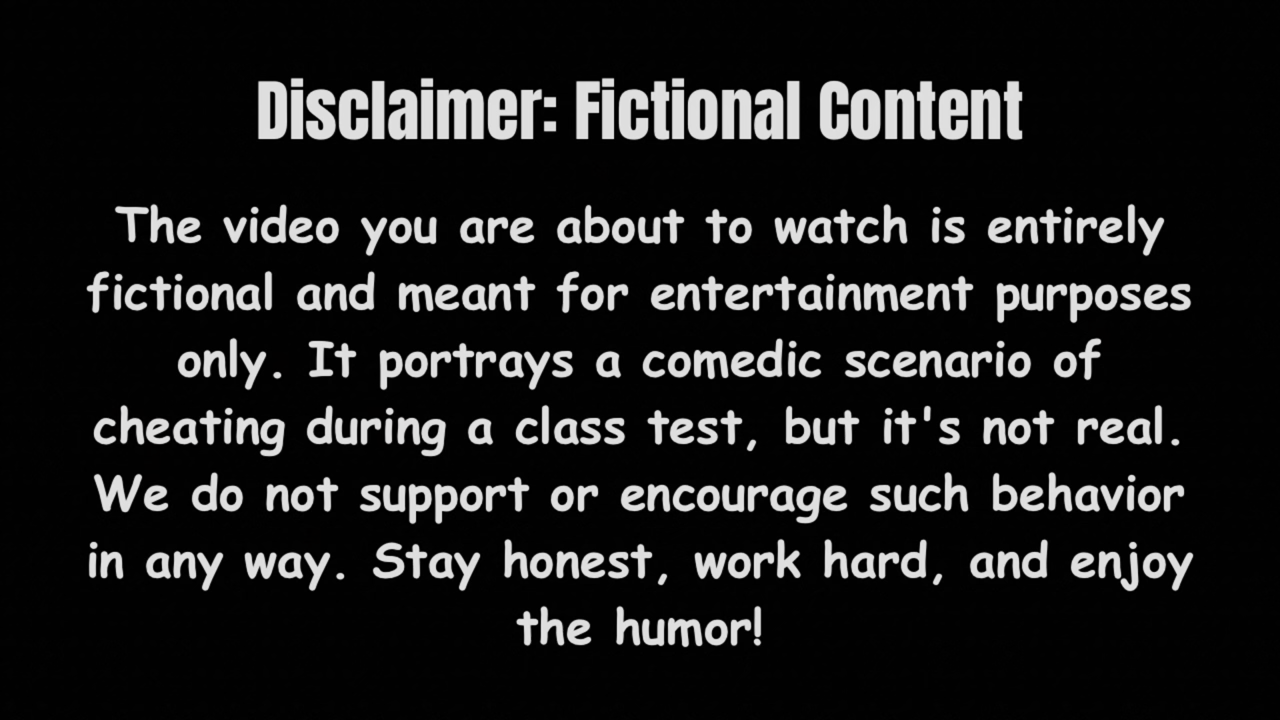 Disclaimer: Fictional Content
The video you are about to watch is entirely
fictional and meant for entertainment purposes
only. It portrays a comedic scenario of
cheating during a class test, but it's not real.
We do not support or encourage such behavior
in any way. Stay honest, work hard, and enjoy
the humor!